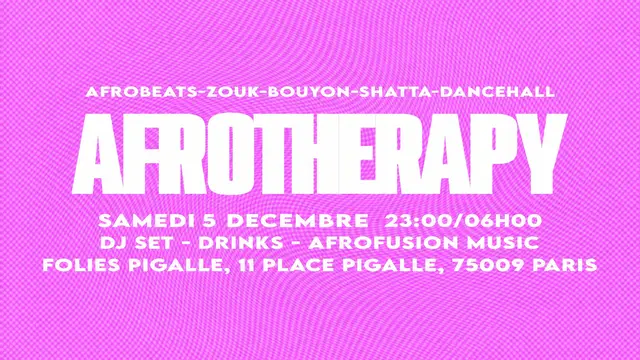 AFROBEATS-ZOUK-BOUYON-SHATTA-DANCEHALL
AFROTHERAPY
SAMEDI 5 DECEMBRE 23:00/06H00
DJ SET - DRINKS - AFROFUSION MUSIC
FOLIES PIGALLE, 11 PLACE PIGALLE, 75009 PARIS